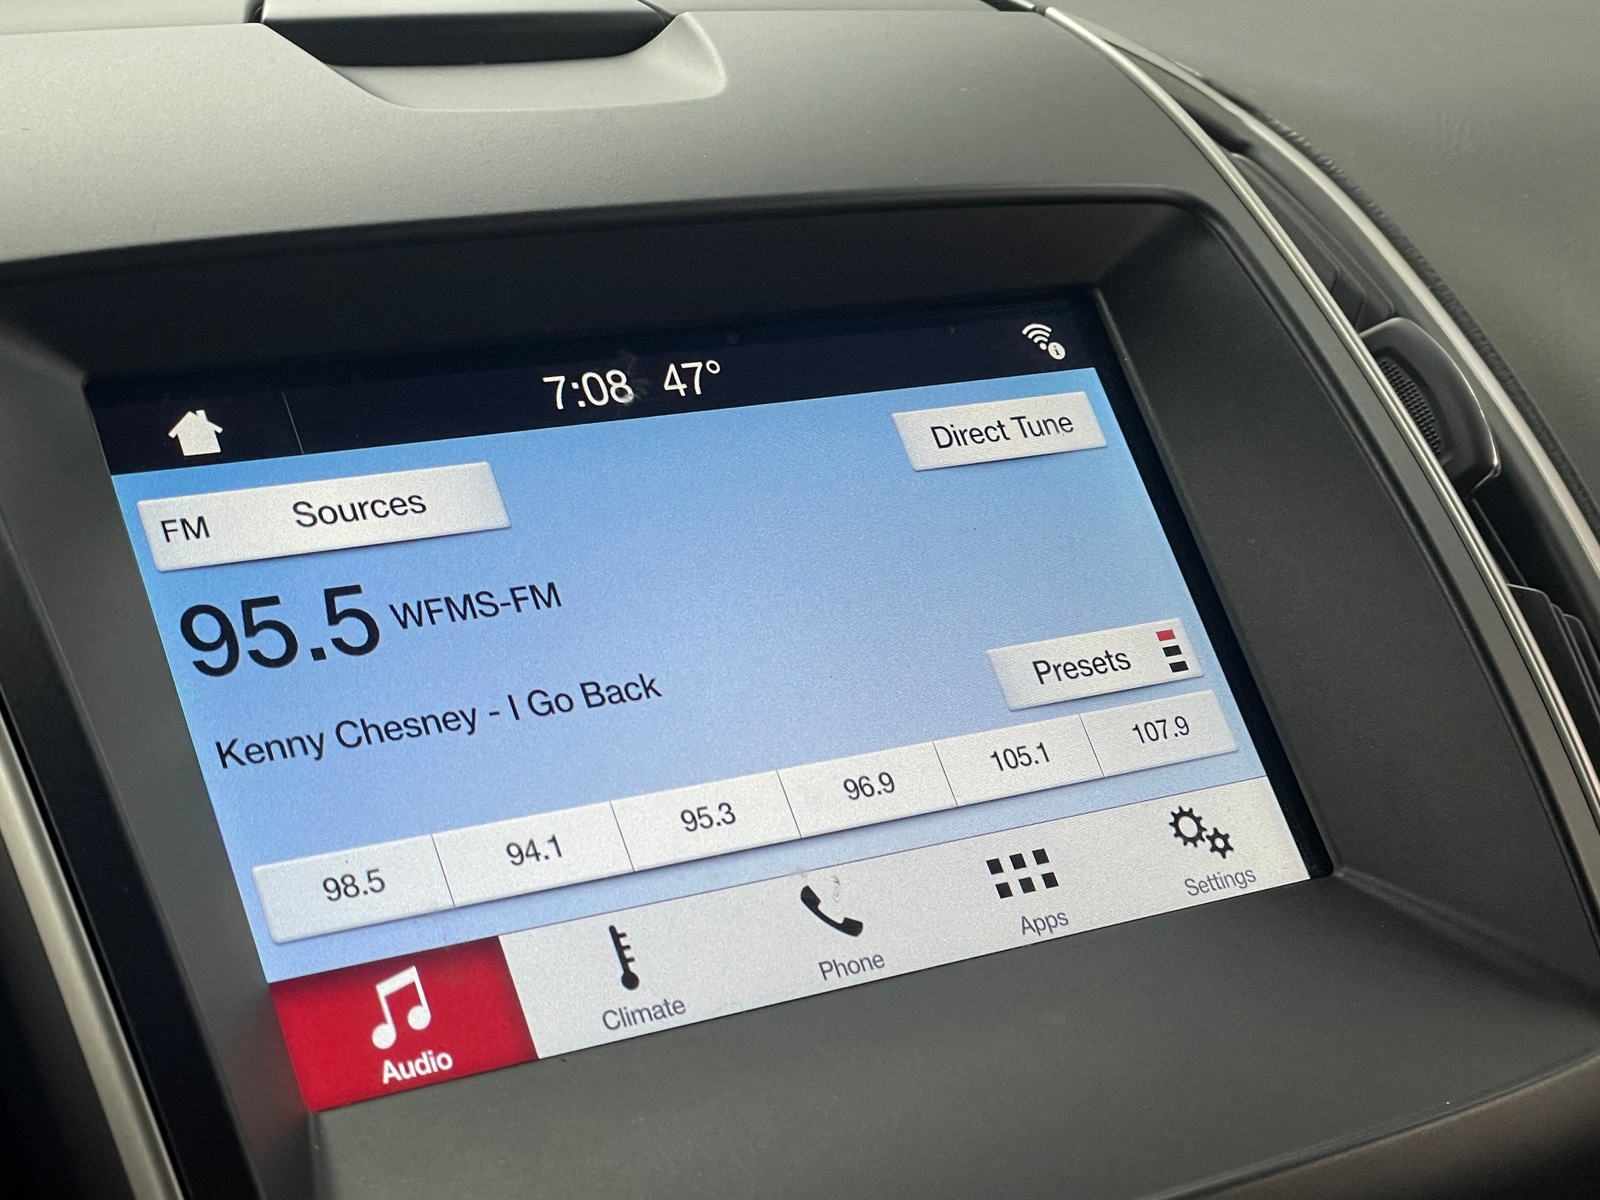 7:08 47°
Direct Tune
FM Sources
95.5 WFMS-FM
Kenny Chesney - I Go Back
Presets
98.5 94.1 95.3 96.9 105.1 107.9
Audio Climate Phone Apps Settings